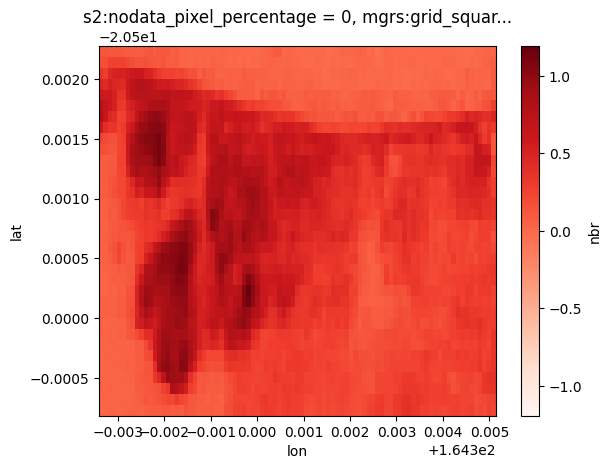 s2:nodata_pixel_percentage = 0, mgrs:grid_squar...
−2.05e1
0.0020
0.0015
0.0010
0.0005
0.0000
−0.0005
lat
−0.003 −0.002 −0.001 0.000 0.001 0.002 0.003 0.004 0.005
lon
+1.643e2
1.0
0.5
0.0
−0.5
−1.0
nbr